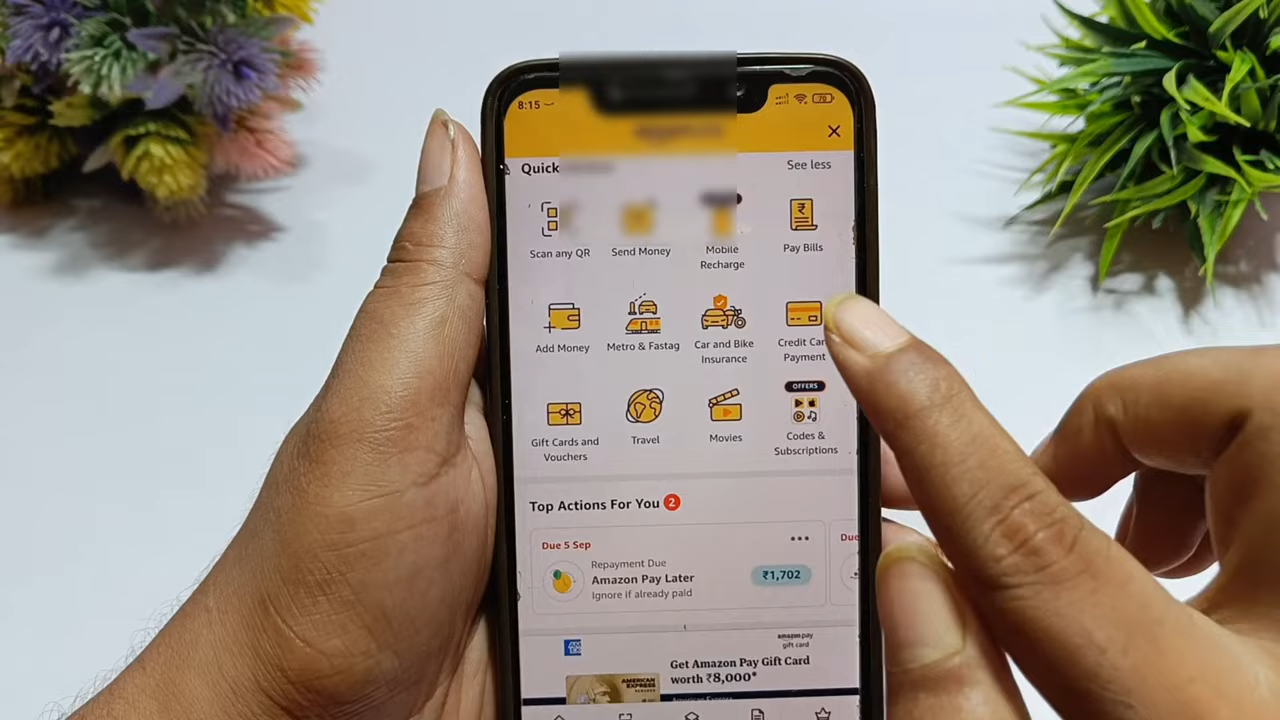 8:15
70
Quick
See less
Scan any QR
Send Money
Mobile
Recharge
Pay Bills
Add Money
Metro & Fastag
Car and Bike
Insurance
Credit Car
Payment
OFFERS
Gift Cards and
Vouchers
Travel
Movies
Codes &
Subscriptions
Top Actions For You 2
Due 5 Sep
Due
Repayment Due
Amazon Pay Later
Ignore if already paid
₹1,702
amazon pay
gift card
Get Amazon Pay Gift Card
worth ₹8,000*
AMERICAN
EXPRESS
American Express